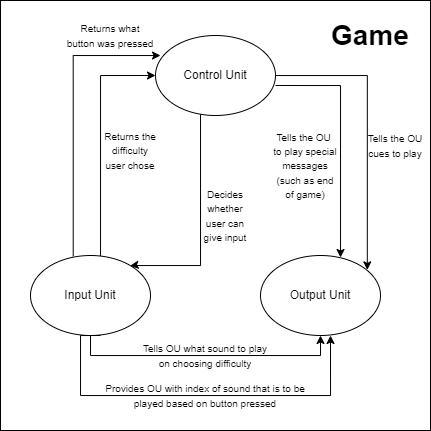 Game
Returns what
button was pressed
Control Unit
Returns the
difficulty
user chose
Tells the OU
to play special
messages
(such as end
of game)
Tells the OU
cues to play
Decides
whether
user can
give input
Input Unit
Output Unit
Tells OU what sound to play
on choosing difficulty
Provides OU with index of sound that is to be
played based on button pressed